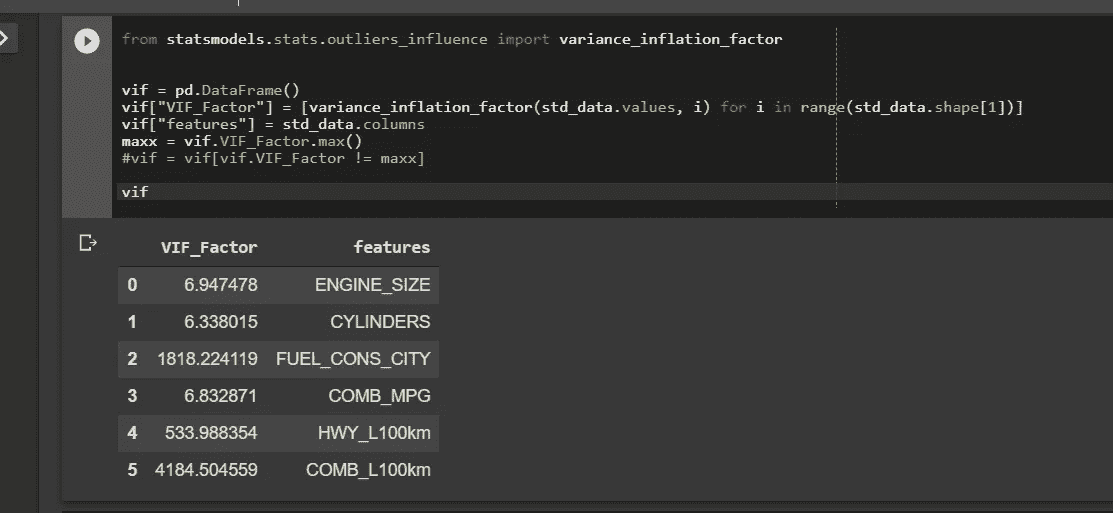 from statsmodels.stats.outliers_influence import variance_inflation_factor
vif = pd.DataFrame()
vif["VIF_Factor"] = [variance_inflation_factor(std_data.values, i) for i in range(std_data.shape[1])]
vif["features"] = std_data.columns
maxx = vif.VIF_Factor.max()
#vif = vif[vif.VIF_Factor != maxx]
vif
VIF_Factor features
0 6.947478 ENGINE_SIZE
1 6.338015 CYLINDERS
2 1818.224119 FUEL_CONS_CITY
3 6.832871 COMB_MPG
4 533.988354 HWY_L100km
5 4184.504559 COMB_L100km